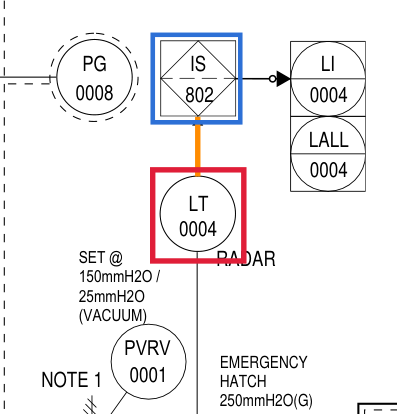 PG
0008
IS
802
LI
0004
LALL
0004
LT
0004
RADAR
SET @
150mmH2O /
25mmH2O
(VACUUM)
PVRV
0001
NOTE 1
EMERGENCY
HATCH
250mmH2O(G)